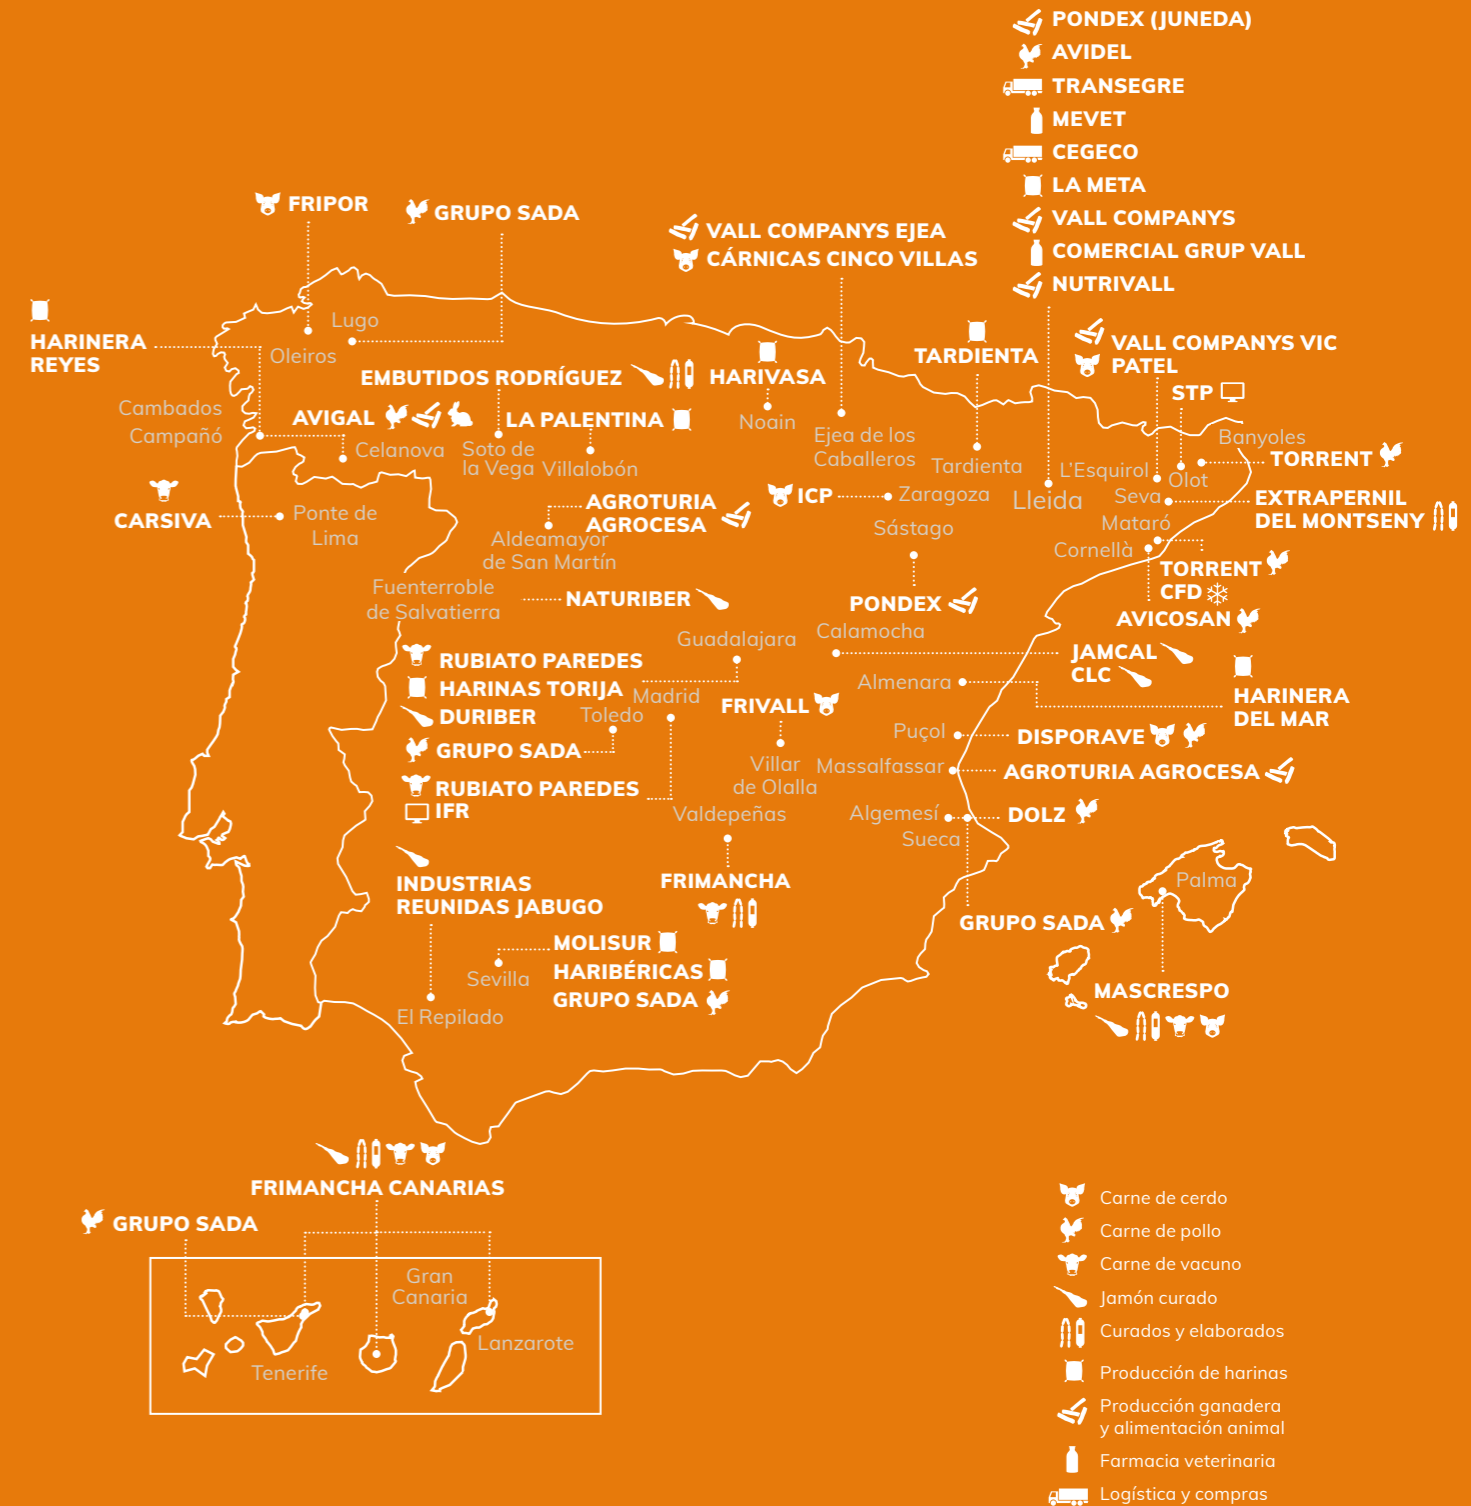 PONDEX (JUNEDA)
AVIDEL
TRANSEGRE
MEVET
CEGECO
LA META
VALL COMPANYS
COMERCIAL GRUP VALL
NUTRIVALL
FRIPOR
GRUPO SADA
VALL COMPANYS EJEA
CÁRNICAS CINCO VILLAS
HARINERA
REYES
Lugo
Oleiros
TARDIENTA
VALL COMPANYS VIC
PATEL
STP
EMBUTIDOS RODRÍGUEZ
HARIVASA
Cambados
Campañó
AVIGAL
LA PALENTINA
Noain
Celanova
Soto de
la Vega
Villalobón
Ejea de los
Caballeros
Tardienta
Banyoles
TORRENT
L'Esquirol
Olot
Seva
EXTRAPERNIL
DEL MONTSENY
CARSIVA
Ponte de
Lima
AGROTURIA
AGROCESA
ICP
Zaragoza
Lleida
Aldeamayor
de San Martín
Sástago
Mataró
Cornellà
TORRENT
CFD
AVICOSAN
Fuenterroble
de Salvatierra
NATURIBER
PONDEX
Guadalajara
Calamocha
JAMCAL
CLC
RUBIATO PAREDES
HARINAS TORIJA
DURIBER
GRUPO SADA
Madrid
Toledo
FRIVALL
Almenara
HARINERA
DEL MAR
Puçol
DISPORAVE
Villar
de Olalla
Massalfassar
AGROTURIA AGROCESA
RUBIATO PAREDES
IFR
Valdepeñas
Algemesí
Sueca
DOLZ
INDUSTRIAS
REUNIDAS JABUGO
FRIMANCHA
Palma
GRUPO SADA
MOLISUR
HARIBÉRICAS
GRUPO SADA
Sevilla
El Repilado
MASCRESPO
FRIMANCHA CANARIAS
GRUPO SADA
Gran
Canaria
Lanzarote
Tenerife
Carne de cerdo
Carne de pollo
Carne de vacuno
Jamón curado
Curados y elaborados
Producción de harinas
Producción ganadera
y alimentación animal
Farmacia veterinaria
Logística y compras